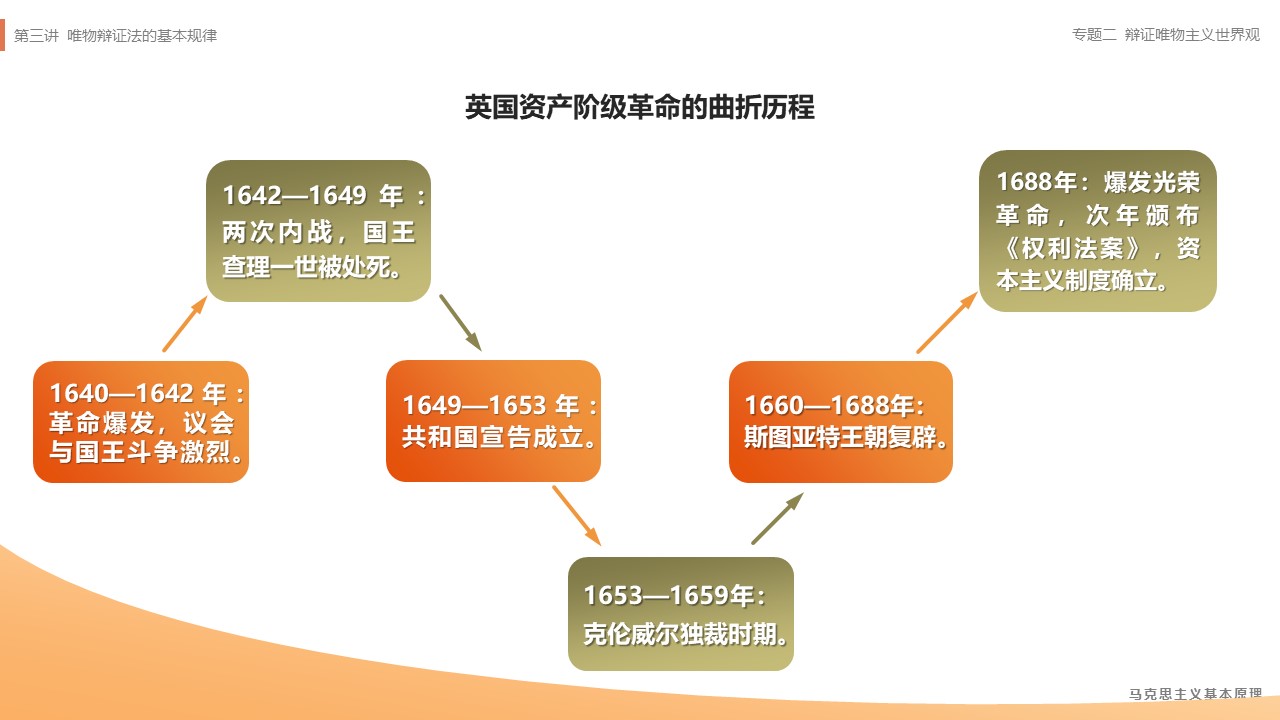 第三讲 唯物辩证法的基本规律
专题二 辩证唯物主义世界观
英国资产阶级革命的曲折历程
1640—1642 年：
革命爆发，议会
与国王斗争激烈。
1642—1649 年：
两次内战，国王
查理一世被处死。
1649—1653 年：
共和国宣告成立。
1653—1659年：
克伦威尔独裁时期。
1660—1688年：
斯图亚特王朝复辟。
1688年：爆发光荣
革命，次年颁布
《权利法案》，资
本主义制度确立。
马克思主义基本原理